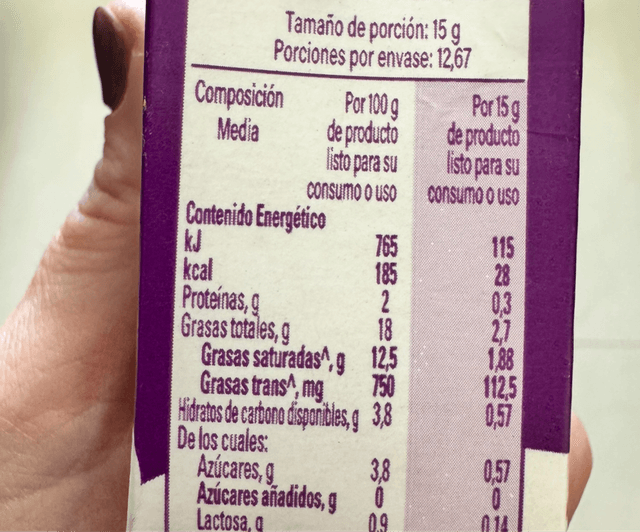 Tamaño de porción: 15 g
Porciones por envase: 12,67
Composición Por 100 g Por 15 g
Media de producto de producto
listo para su listo para su
consumo o uso consumo o uso
Contenido Energético
kJ 765 115
kcal 185 28
Proteínas, g 2 0,3
Grasas totales, g 18 2,7
Grasas saturadas^, g 12,5 1,88
Grasas trans^, mg 750 112,5
Hidratos de carbono disponibles, g 3,8 0,57
De los cuales:
Azúcares, g 3,8 0,57
Azúcares añadidos, g 0 0
Lactosa, g 0,9 0,14